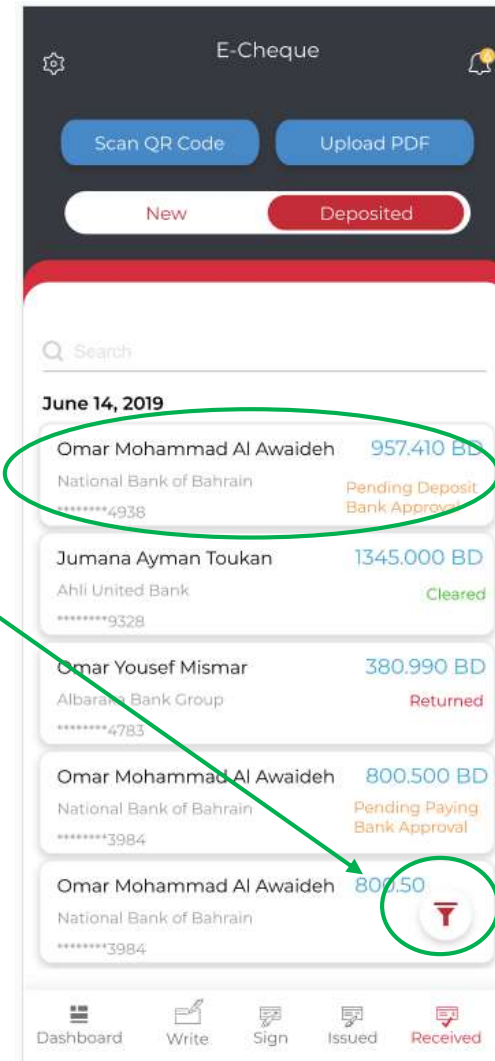 E-Cheque
Scan QR Code
Upload PDF
New
Deposited
Search
June 14, 2019
Omar Mohammad Al Awaideh 957.410 BD
National Bank of Bahrain
Pending Deposit
Bank Approval
********4938
Jumana Ayman Toukan 1345.000 BD
Ahli United Bank
Cleared
********9328
Omar Yousef Mismar 380.990 BD
Albaraka Bank Group
Returned
********4783
Omar Mohammad Al Awaideh 800.500 BD
National Bank of Bahrain
Pending Paying
Bank Approval
********3984
Omar Mohammad Al Awaideh 800.50
National Bank of Bahrain
********3984
Dashboard Write Sign Issued Received